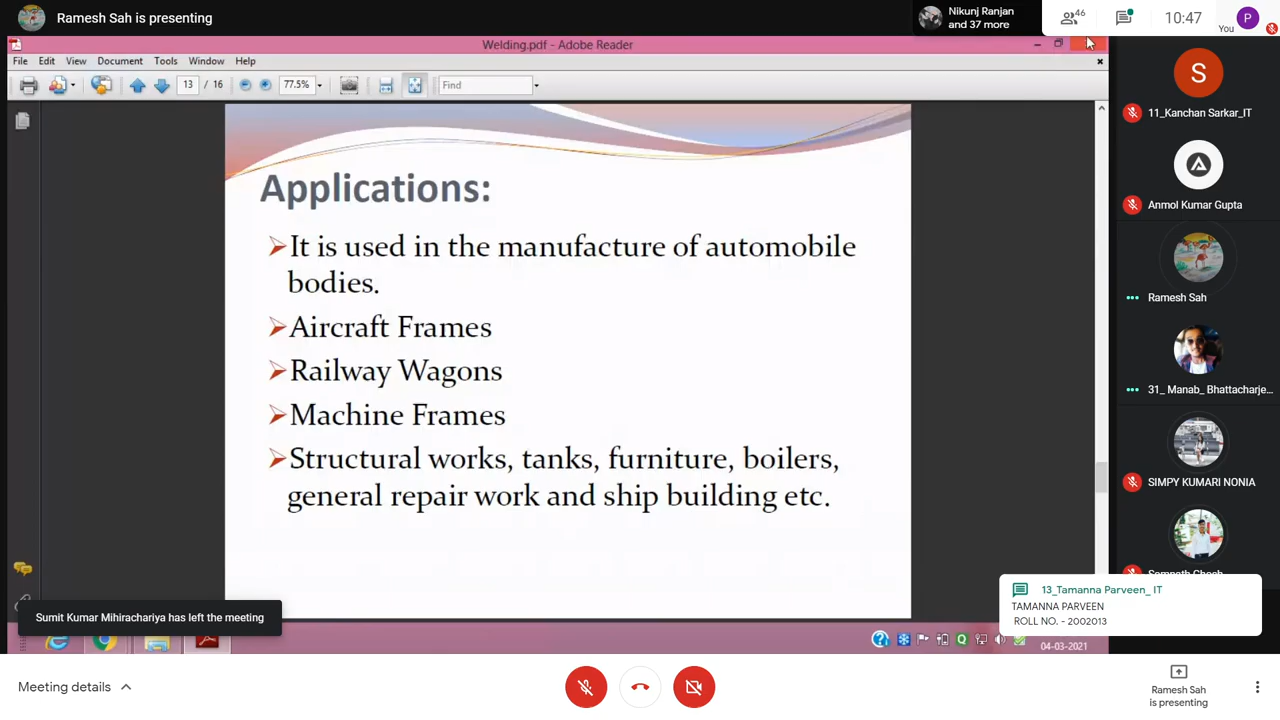 Ramesh Sah is presenting
Nikunj Ranjan
and 37 more
46
10:47
You
P
Welding.pdf - Adobe Reader
File Edit View Document Tools Window Help
13 / 16
77.5%
Find
Applications:
It is used in the manufacture of automobile
bodies.
Aircraft Frames
Railway Wagons
Machine Frames
Structural works, tanks, furniture, boilers,
general repair work and ship building etc.
S
11_Kanchan Sarkar_IT
Anmol Kumar Gupta
Ramesh Sah
31_ Manab_ Bhattacharje...
SIMPY KUMARI NONIA
Somnath Ghosh
13_Tamanna Parveen_ IT
TAMANNA PARVEEN
ROLL NO. - 2002013
Sumit Kumar Mihirachariya has left the meeting
04-03-2021
Meeting details
Ramesh Sah
is presenting